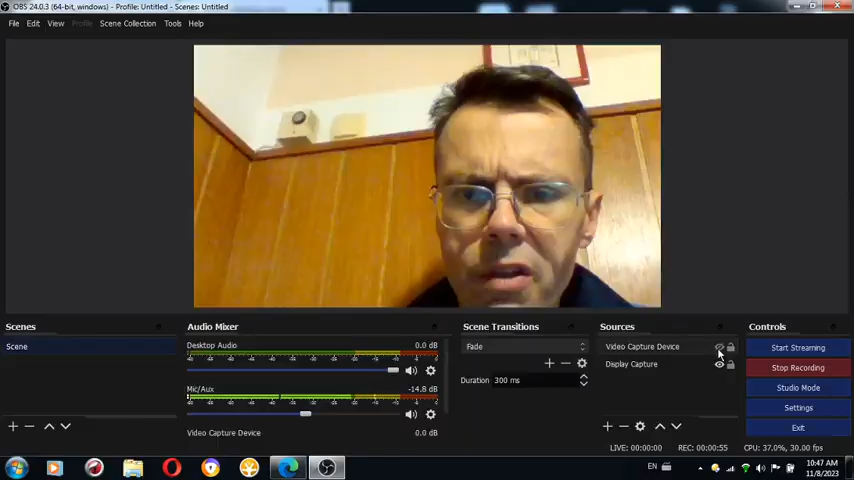 OBS 24.0.3 (64-bit, windows) - Profile: Untitled - Scenes: Untitled
File Edit View Profile Scene Collection Tools Help
Scenes
Scene
Audio Mixer
Desktop Audio 0.0 dB
Mic/Aux -14.8 dB
Video Capture Device 0.0 dB
Scene Transitions
Fade
Duration 300 ms
Sources
Video Capture Device
Display Capture
Controls
Start Streaming
Stop Recording
Studio Mode
Settings
Exit
LIVE: 00:00:00 REC: 00:00:55 CPU: 37.0%, 30.00 fps
EN
10:47 AM
11/8/2023